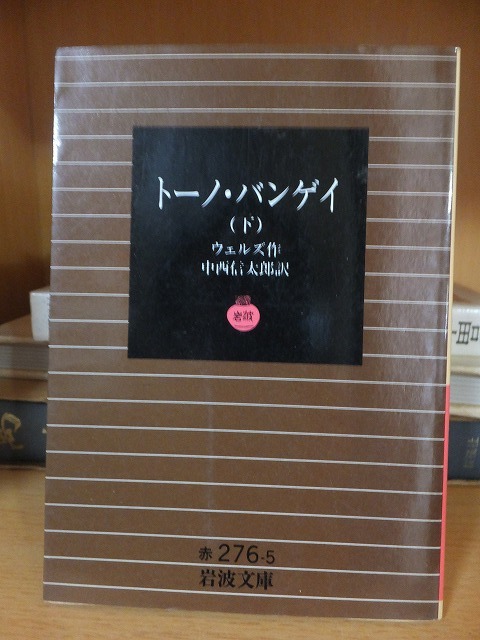 トーノ・バンゲイ
(下)
ウェルズ作
中西信太郎訳
岩波
赤 276-5
岩波文庫